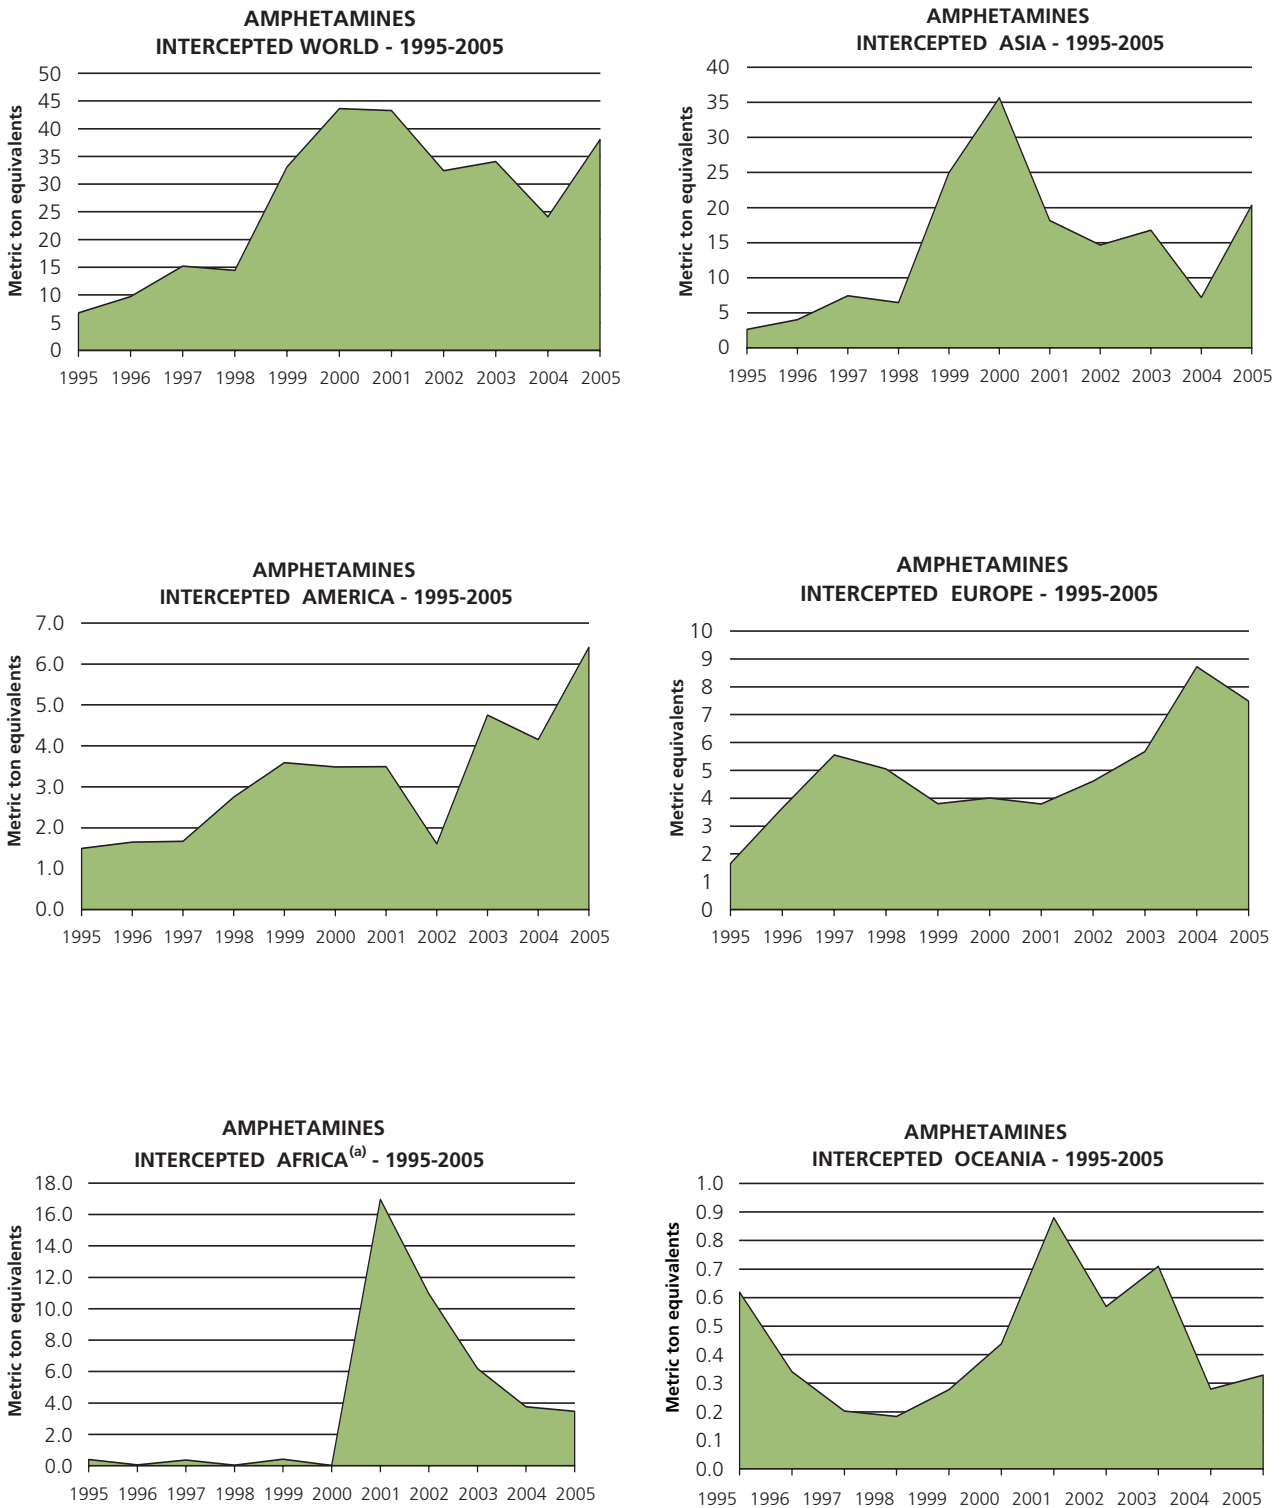 AMPHETAMINES
INTERCEPTED WORLD - 1995-2005
Metric ton equivalents
50
45
40
35
30
25
20
15
10
5
0
1995 1996 1997 1998 1999 2000 2001 2002 2003 2004 2005
AMPHETAMINES
INTERCEPTED ASIA - 1995-2005
Metric ton equivalents
40
35
30
25
20
15
10
5
0
1995 1996 1997 1998 1999 2000 2001 2002 2003 2004 2005
AMPHETAMINES
INTERCEPTED AMERICA - 1995-2005
Metric ton equivalents
7.0
6.0
5.0
4.0
3.0
2.0
1.0
0.0
1995 1996 1997 1998 1999 2000 2001 2002 2003 2004 2005
AMPHETAMINES
INTERCEPTED EUROPE - 1995-2005
Metric equivalents
10
9
8
7
6
5
4
3
2
1
0
1995 1996 1997 1998 1999 2000 2001 2002 2003 2004 2005
AMPHETAMINES
INTERCEPTED AFRICA(a) - 1995-2005
Metric ton equivalents
18.0
16.0
14.0
12.0
10.0
8.0
6.0
4.0
2.0
0.0
1995 1996 1997 1998 1999 2000 2001 2002 2003 2004 2005
AMPHETAMINES
INTERCEPTED OCEANIA - 1995-2005
Metric ton equivalents
1.0
0.9
0.8
0.7
0.6
0.5
0.4
0.3
0.2
0.1
0.0
1995 1996 1997 1998 1999 2000 2001 2002 2003 2004 2005